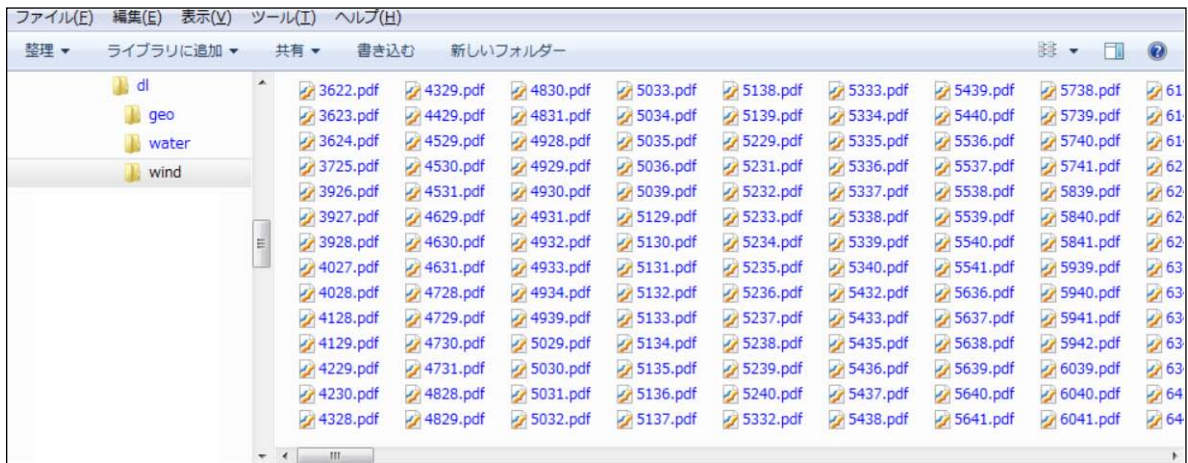 ファイル(F) 編集(E) 表示(V) ツール(T) ヘルプ(H)
整理 ライブラリに追加 共有 書き込む 新しいフォルダー
dl
geo
water
wind
3622.pdf 4329.pdf 4830.pdf 5033.pdf 5138.pdf 5333.pdf 5439.pdf 5738.pdf
3623.pdf 4429.pdf 4831.pdf 5034.pdf 5139.pdf 5334.pdf 5440.pdf 5739.pdf
3624.pdf 4529.pdf 4928.pdf 5035.pdf 5229.pdf 5335.pdf 5536.pdf 5740.pdf
3725.pdf 4530.pdf 4929.pdf 5036.pdf 5231.pdf 5336.pdf 5537.pdf 5741.pdf
3926.pdf 4531.pdf 4930.pdf 5039.pdf 5232.pdf 5337.pdf 5538.pdf 5839.pdf
3927.pdf 4629.pdf 4931.pdf 5129.pdf 5233.pdf 5338.pdf 5539.pdf 5840.pdf
3928.pdf 4630.pdf 4932.pdf 5130.pdf 5234.pdf 5339.pdf 5540.pdf 5841.pdf
4027.pdf 4631.pdf 4933.pdf 5131.pdf 5235.pdf 5340.pdf 5541.pdf 5939.pdf
4028.pdf 4728.pdf 4934.pdf 5132.pdf 5236.pdf 5432.pdf 5636.pdf 5940.pdf
4128.pdf 4729.pdf 4939.pdf 5133.pdf 5237.pdf 5433.pdf 5637.pdf 5941.pdf
4129.pdf 4730.pdf 5029.pdf 5134.pdf 5238.pdf 5435.pdf 5638.pdf 5942.pdf
4229.pdf 4731.pdf 5030.pdf 5135.pdf 5239.pdf 5436.pdf 5639.pdf 6039.pdf
4230.pdf 4828.pdf 5031.pdf 5136.pdf 5240.pdf 5437.pdf 5640.pdf 6040.pdf
4328.pdf 4829.pdf 5032.pdf 5137.pdf 5332.pdf 5438.pdf 5641.pdf 6041.pdf